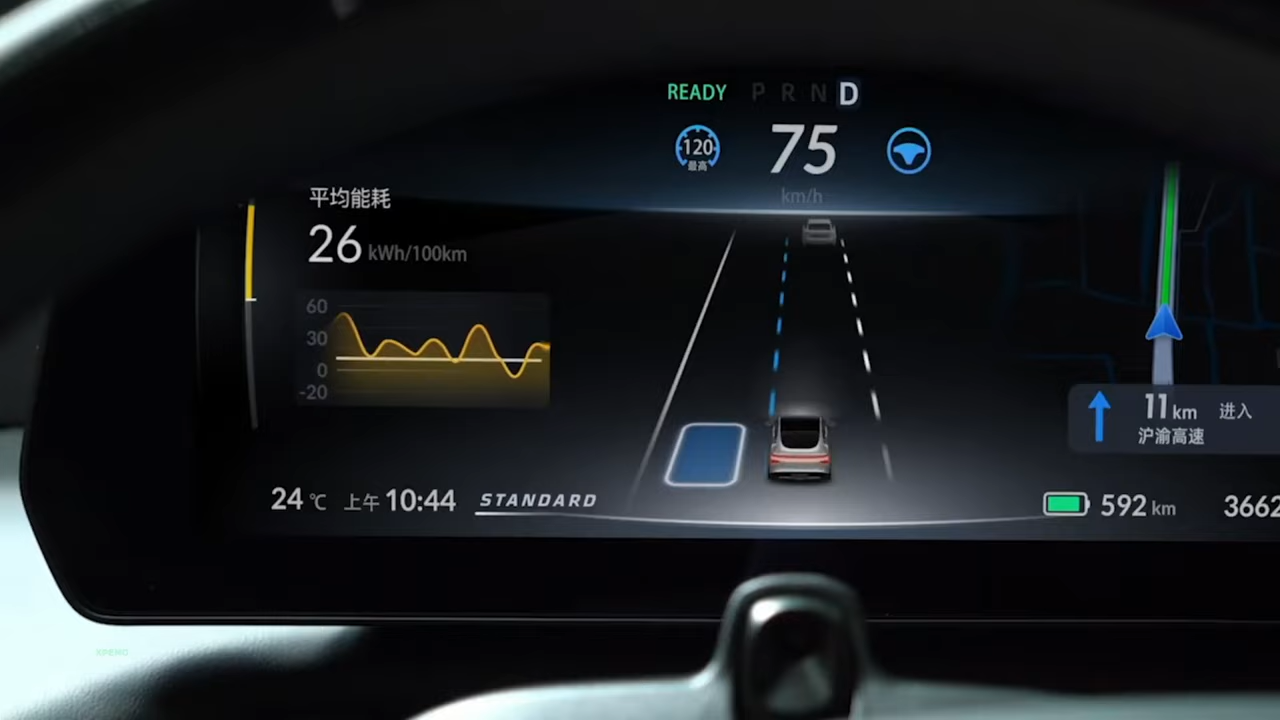 READY P R N D
120
最高
75
km/h
平均能耗
26 kWh/100km
60
30
0
-20
11 km 进入
沪渝高速
24 ℃ 上午 10:44 STANDARD
592 km
3662
XPENG